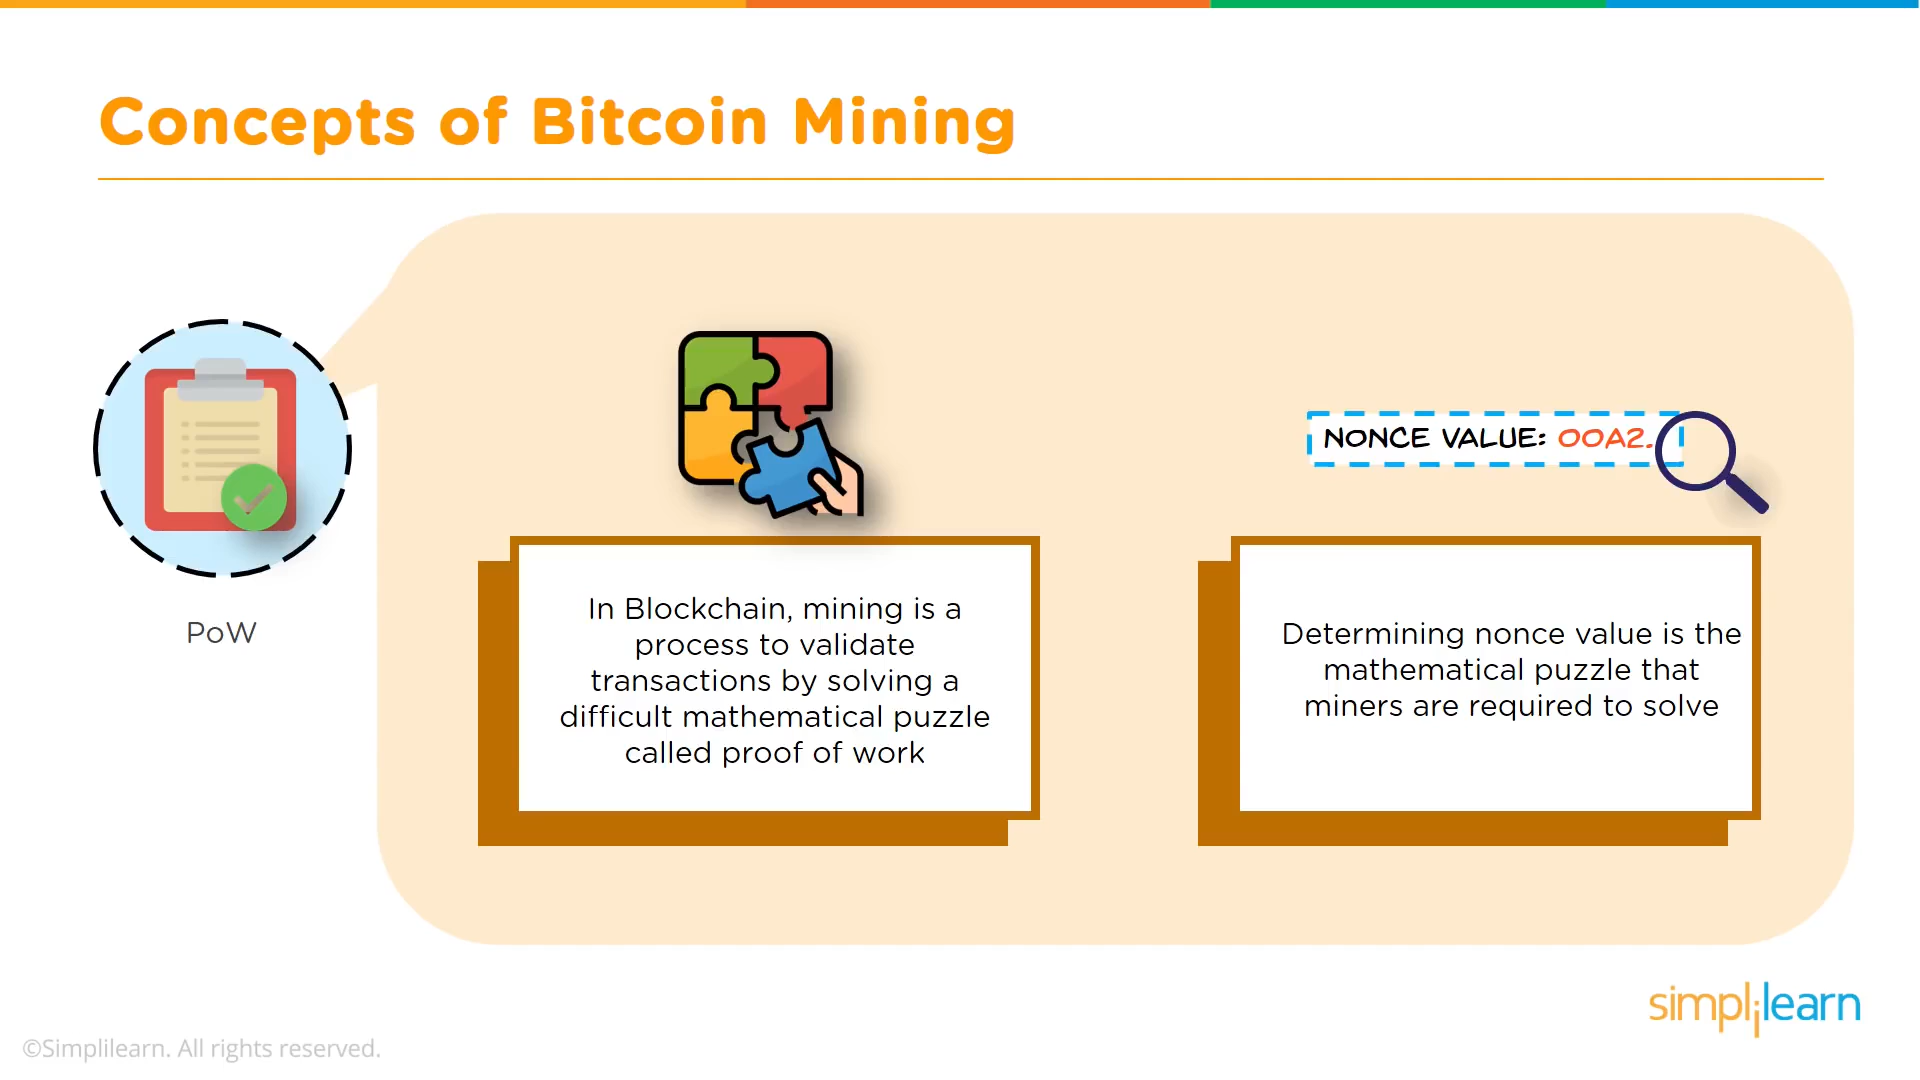 Concepts of Bitcoin Mining
PoW
In Blockchain, mining is a
process to validate
transactions by solving a
difficult mathematical puzzle
called proof of work
NONCE VALUE: 00A2.
Determining nonce value is the
mathematical puzzle that
miners are required to solve
simplilearn
©Simplilearn. All rights reserved.